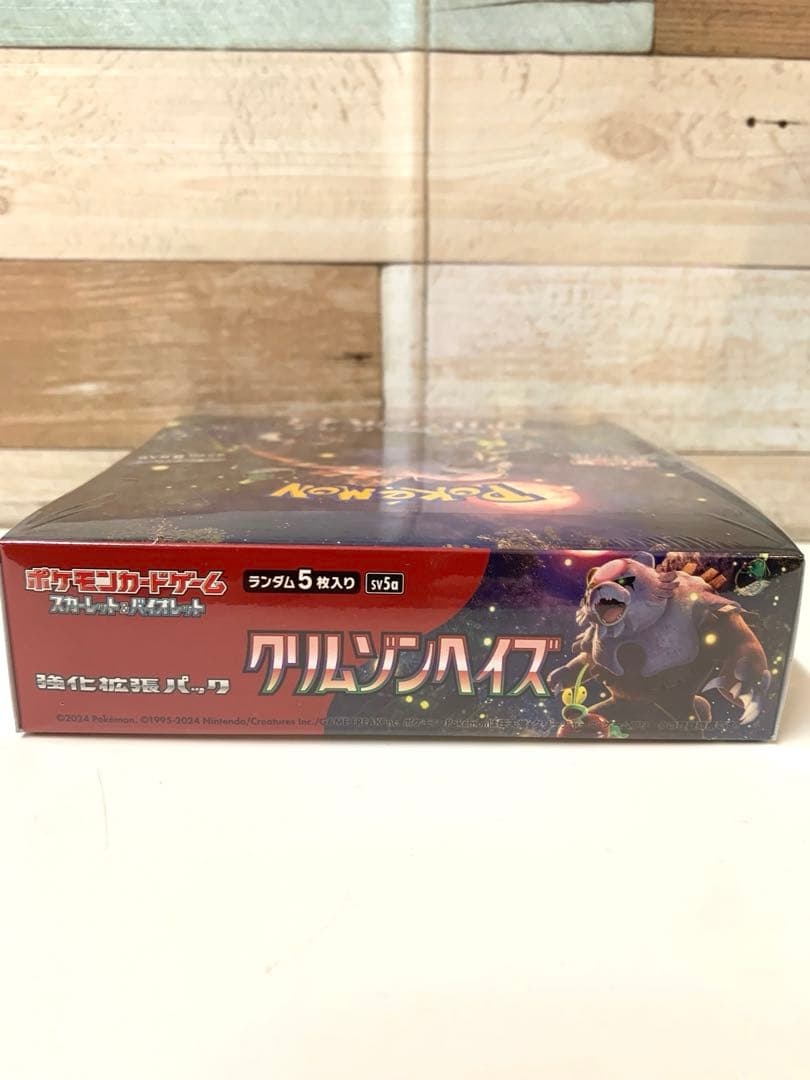 POKéMON
ポケモンカードゲーム
スカーレット&バイオレット
ランダム5枚入り
sv5a
クリムゾンヘイズ
強化拡張パック
©2024 Pokémon. ©1995-2024 Nintendo/Creatures Inc./GAME FREAK inc.